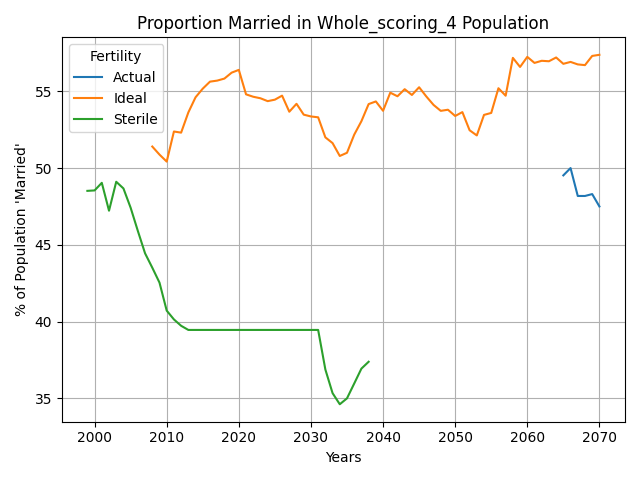 Proportion Married in Whole_scoring_4 Population
Fertility
Actual
Ideal
Sterile
% of Population 'Married'
55
50
45
40
35
2000 2010 2020 2030 2040 2050 2060 2070
Years